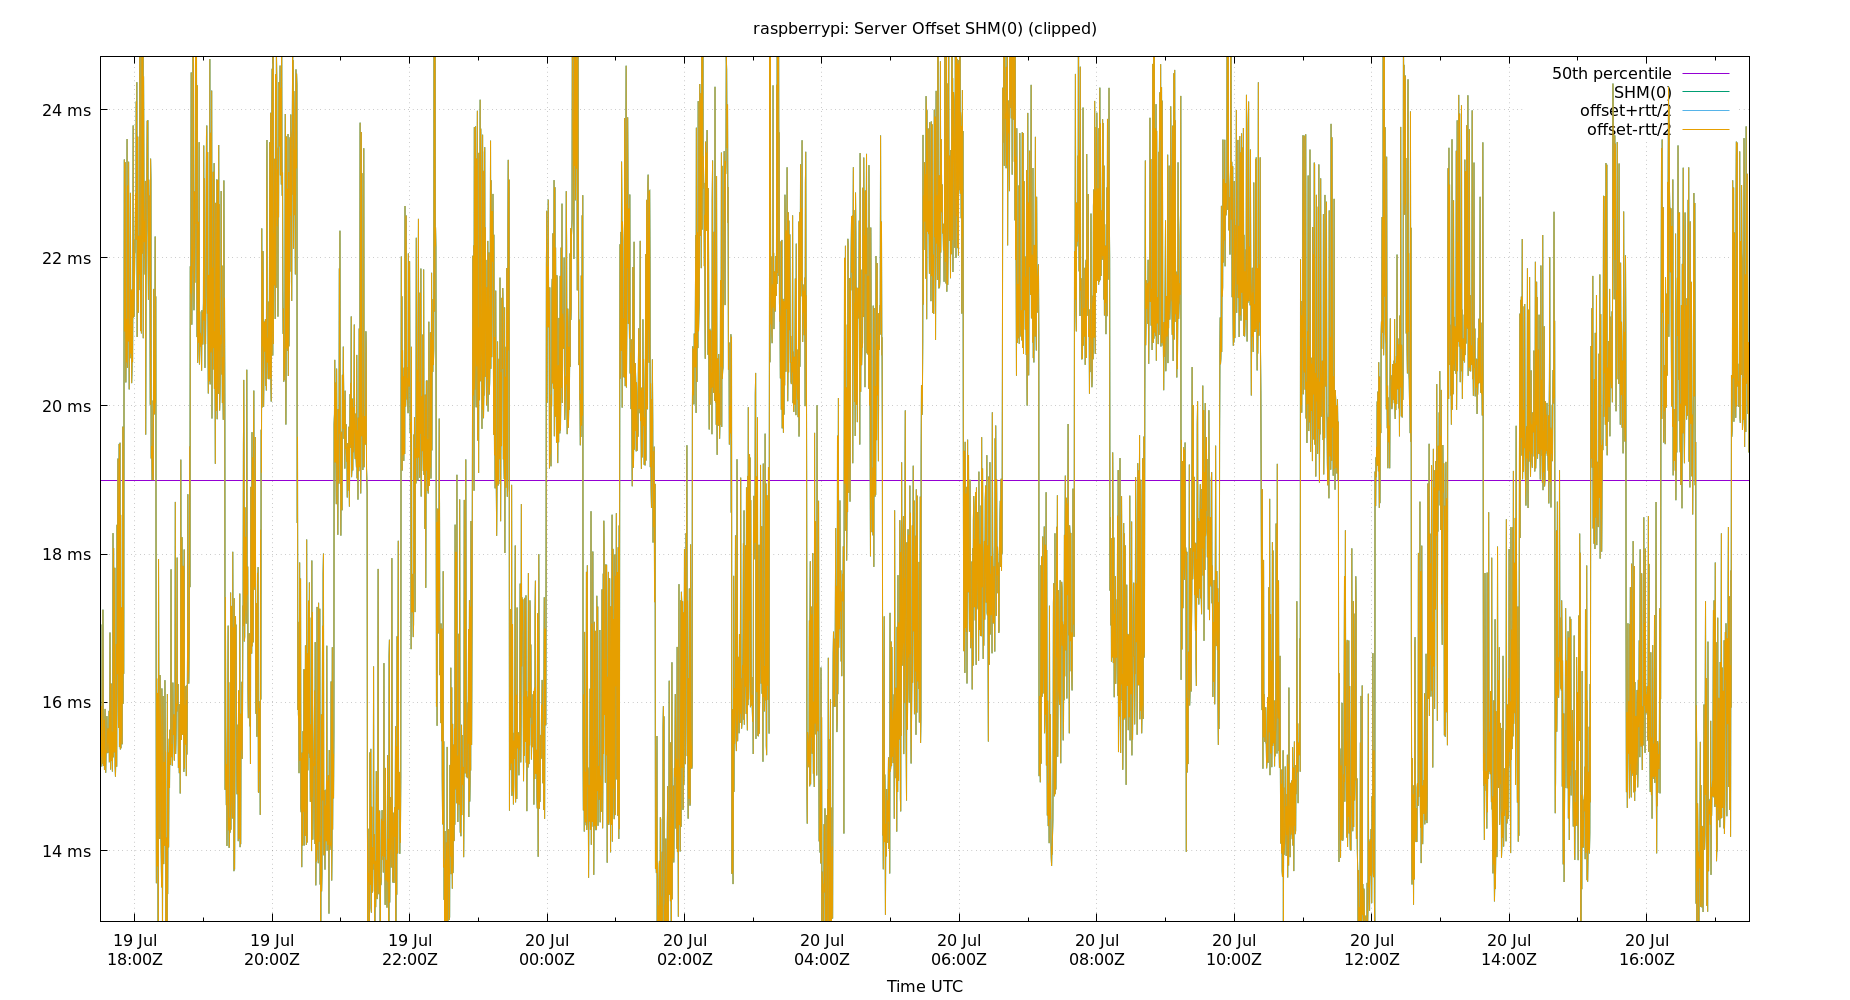 raspberrypi: Server Offset SHM(0) (clipped)
50th percentile
SHM(0)
offset+rtt/2
offset-rtt/2
24 ms
22 ms
20 ms
18 ms
16 ms
14 ms
19 Jul 19 Jul 19 Jul 20 Jul 20 Jul 20 Jul 20 Jul 20 Jul 20 Jul 20 Jul 20 Jul 20 Jul
18:00Z 20:00Z 22:00Z 00:00Z 02:00Z 04:00Z 06:00Z 08:00Z 10:00Z 12:00Z 14:00Z 16:00Z
Time UTC